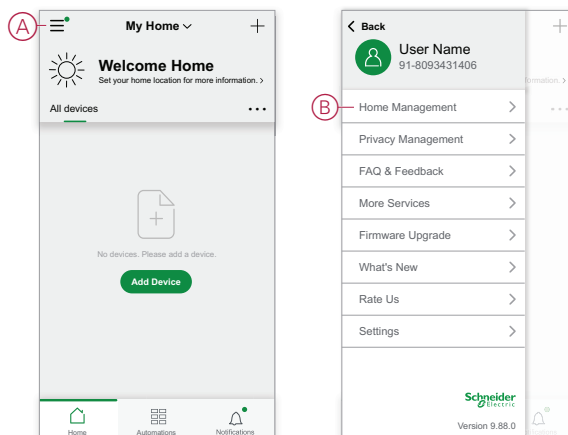 A
My Home
Welcome Home
Set your home location for more information. >
All devices
No devices. Please add a device.
Add Device
Home
Automations
Notifications
Back
User Name
91-8093431406
B
Home Management
Privacy Management
FAQ & Feedback
More Services
Firmware Upgrade
What's New
Rate Us
Settings
Schneider
Electric
Version 9.88.0